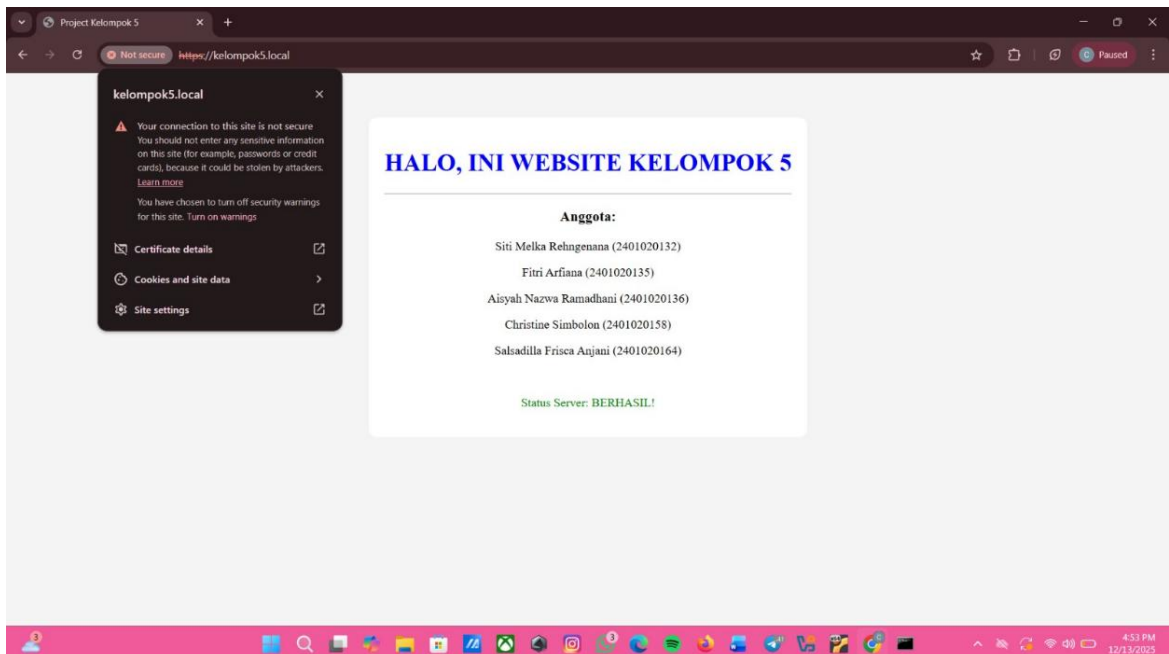 Project Kelompok 5
Not secure
https://kelompok5.local
Paused
kelompok5.local
Your connection to this site is not secure
You should not enter any sensitive information
on this site (for example, passwords or credit
cards), because it could be stolen by attackers.
Learn more
You have chosen to turn off security warnings
for this site. Turn on warnings
Certificate details
Cookies and site data
Site settings
HALO, INI WEBSITE KELOMPOK 5
Anggota:
Siti Melka Rehngenana (2401020132)
Fitri Arfiana (2401020135)
Aisyah Nazwa Ramadhani (2401020136)
Christine Simbolon (2401020158)
Salsadilla Frisca Anjani (2401020164)
Status Server: BERHASIL!
4:53 PM
12/13/2025